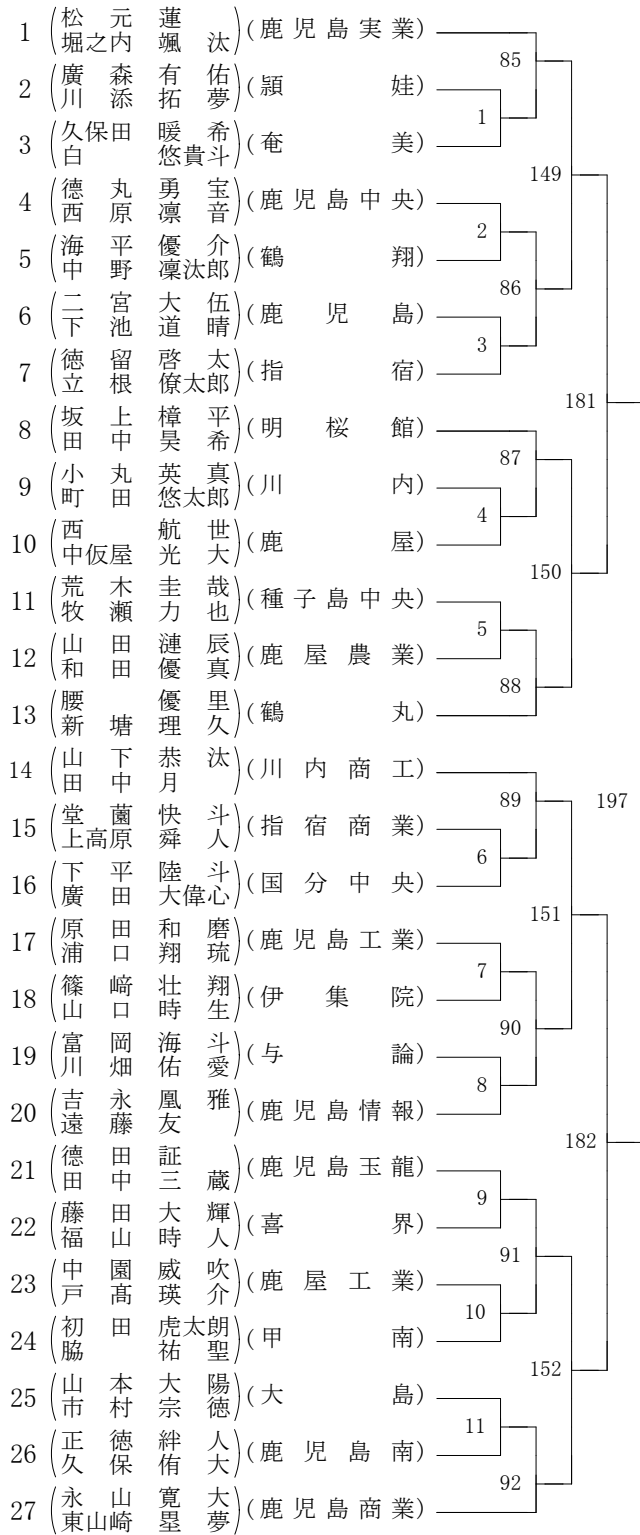 1 (松元蓮 堀之内颯汰) (鹿児島実業)
2 (廣森有佑 川添拓夢) (頴娃)
3 (久保田暖希 白悠貴斗) (奄美)
4 (德丸勇宝 西原凛音) (鹿児島中央)
5 (海平優介 中野凜汰郎) (鶴翔)
6 (二宮大伍 下池道晴) (鹿児島)
7 (徳留啓太 立根僚太郎) (指宿)
8 (坂上樟平 田中昊希) (明桜館)
9 (小丸英真 町田悠太郎) (川内)
10 (西航世 中仮屋光大) (鹿屋)
11 (荒木圭哉 牧瀬力也) (種子島中央)
12 (山田漣辰 和田優真) (鹿屋農業)
13 (腰優里 新塘理久) (鶴丸)
14 (山下恭汰 田中月) (川内商工)
15 (堂薗快斗 上高原舜人) (指宿商業)
16 (下平陸斗 廣田大偉心) (国分中央)
17 (原田和磨 浦口翔琉) (鹿児島工業)
18 (篠﨑壮翔 山口時生) (伊集院)
19 (富岡海斗 川畑佑愛) (与論)
20 (吉永凰雅 遠藤友) (鹿児島情報)
21 (德田証 田中三蔵) (鹿児島玉龍)
22 (藤田大輝 福山時人) (喜界)
23 (中園威吹 戸髙瑛介) (鹿屋工業)
24 (初田虎太朗 脇祐聖) (甲南)
25 (山本大陽 市村宗徳) (大島)
26 (正徳絆人 久保侑大) (鹿児島南)
27 (永山寛大 東山崎塁夢) (鹿児島商業)
85
1
149
2
86
3
181
87
4
150
5
88
89
197
6
151
7
90
8
182
9
91
10
152
11
92